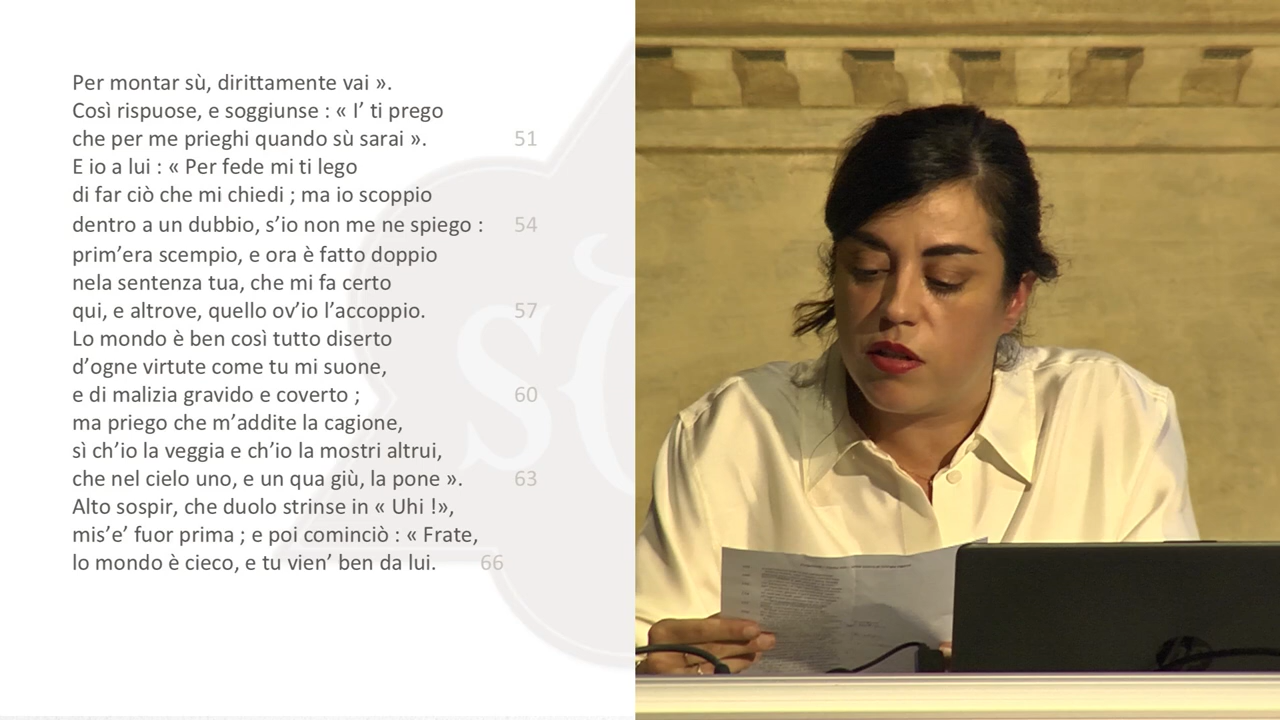 Per montar sù, dirittamente vai ».
Così rispuose, e soggiunse : « I’ ti prego
che per me prieghi quando sù sarai ». 51
E io a lui : « Per fede mi ti lego
di far ciò che mi chiedi ; ma io scoppio
dentro a un dubbio, s’io non me ne spiego : 54
prim’era scempio, e ora è fatto doppio
nela sentenza tua, che mi fa certo
qui, e altrove, quello ov’io l’accoppio. 57
Lo mondo è ben così tutto diserto
d’ogne virtute come tu mi suone,
e di malizia gravido e coverto ; 60
ma priego che m’addite la cagione,
sì ch’io la veggia e ch’io la mostri altrui,
che nel cielo uno, e un qua giù, la pone ». 63
Alto sospir, che duolo strinse in « Uhi !»,
mis’e’ fuor prima ; e poi cominciò : « Frate,
lo mondo è cieco, e tu vien’ ben da lui. 66